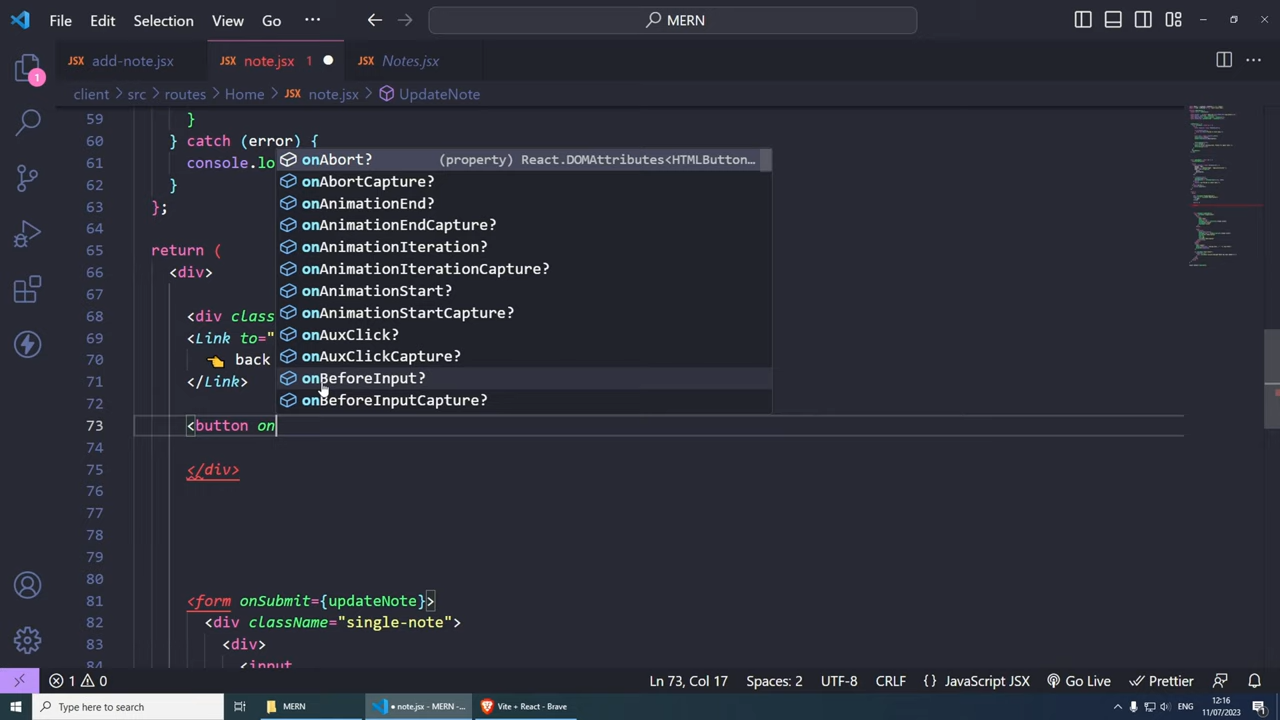 File Edit Selection View Go ··· MERN
JSX add-note.jsx JSX note.jsx 1 JSX Notes.jsx
client > src > routes > Home > JSX note.jsx > UpdateNote
59 }
60 } catch (error) {
61 console.lo
62 }
63 };
64
65 return (
66 <div>
67
68 <div class
69 <Link to="
70 👈 back
71 </Link>
72
73 <button on
74
75 </div>
76
77
78
79
80
81 <form onSubmit={updateNote}>
82 <div className="single-note">
83 <div>
84 <input
onAbort? (property) React.DOMAttributes<HTMLButton…
onAbortCapture?
onAnimationEnd?
onAnimationEndCapture?
onAnimationIteration?
onAnimationIterationCapture?
onAnimationStart?
onAnimationStartCapture?
onAuxClick?
onAuxClickCapture?
onBeforeInput?
onBeforeInputCapture?
1
1 0 Ln 73, Col 17 Spaces: 2 UTF-8 CRLF {} JavaScript JSX Go Live Prettier
Type here to search MERN • note.jsx - MERN -... Vite + React - Brave ENG 12:16
11/07/2023